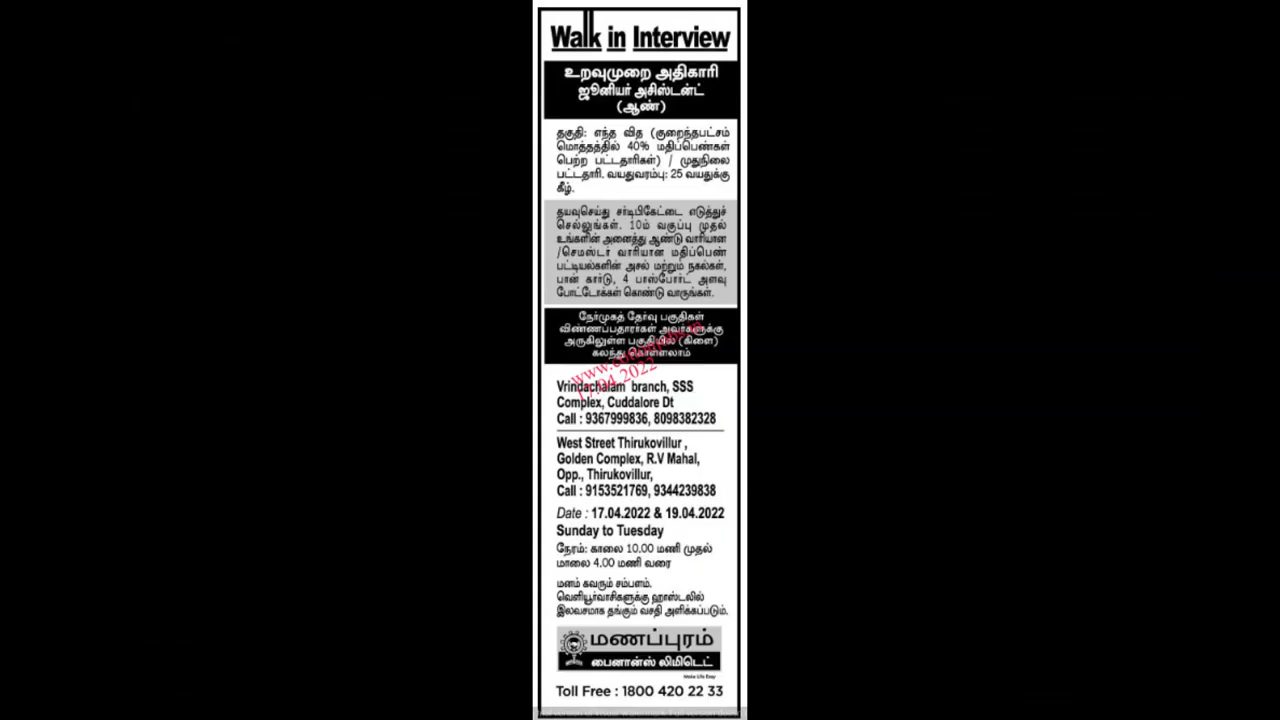 Walk in Interview
உறவுமுறை அதிகாரி
ஜூனியர் அசிஸ்டன்ட்
(ஆண்)
தகுதி: எந்த வித (குறைந்தபட்சம்
மொத்தத்தில் 40% மதிப்பெண்கள்
பெற்ற பட்டதாரிகள்) / முதுநிலை
பட்டதாரி. வயதுவரம்பு: 25 வயதுக்கு
கீழ்.
தயவுசெய்து சர்டிபிகேட்டை எடுத்துச்
செல்லுங்கள். 10ம் வகுப்பு முதல்
உங்களின் அனைத்து ஆண்டு வாரியான
/செமஸ்டர் வாரியான மதிப்பெண்
பட்டியல்களின் அசல் மற்றும் நகல்கள்,
பான் கார்டு, 4 பாஸ்போர்ட் அளவு
போட்டோக்கள் கொண்டு வாருங்கள்.
நேர்முகத் தேர்வு பகுதிகள்
விண்ணப்பதாரர்கள் அவர்களுக்கு
அருகிலுள்ள பகுதியில் (கிளை)
கலந்து கொள்ளலாம்
17.04.2022
Vrindachalam branch, SSS
Complex, Cuddalore Dt
Call : 9367999836, 8098382328
West Street Thirukovillur ,
Golden Complex, R.V Mahal,
Opp., Thirukovillur,
Call : 9153521769, 9344239838
Date : 17.04.2022 & 19.04.2022
Sunday to Tuesday
நேரம்: காலை 10.00 மணி முதல்
மாலை 4.00 மணி வரை
மனம் கவரும் சம்பளம்.
வெளியூர்வாசிகளுக்கு ஹாஸ்டலில்
இலவசமாக தங்கும் வசதி அளிக்கப்படும்.
மணப்புரம்
பைனான்ஸ் லிமிடெட்
Make Life Easy
Toll Free : 1800 420 22 33